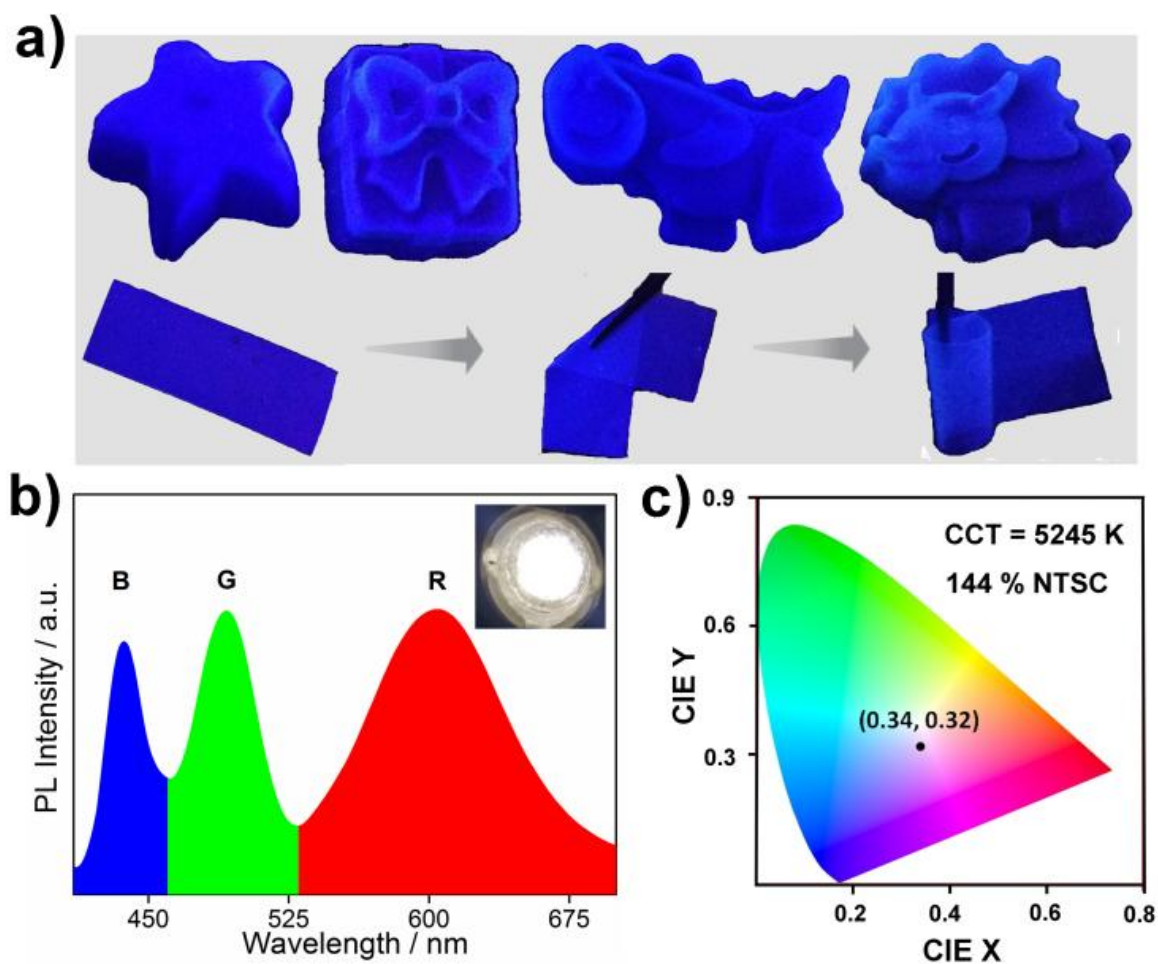 a)
b)
B
G
R
PL Intensity / a.u.
450
525
600
675
Wavelength / nm
c)
0.9
0.6
0.3
CIE Y
CCT = 5245 K
144 % NTSC
(0.34, 0.32)
0.2
0.4
0.6
0.8
CIE X